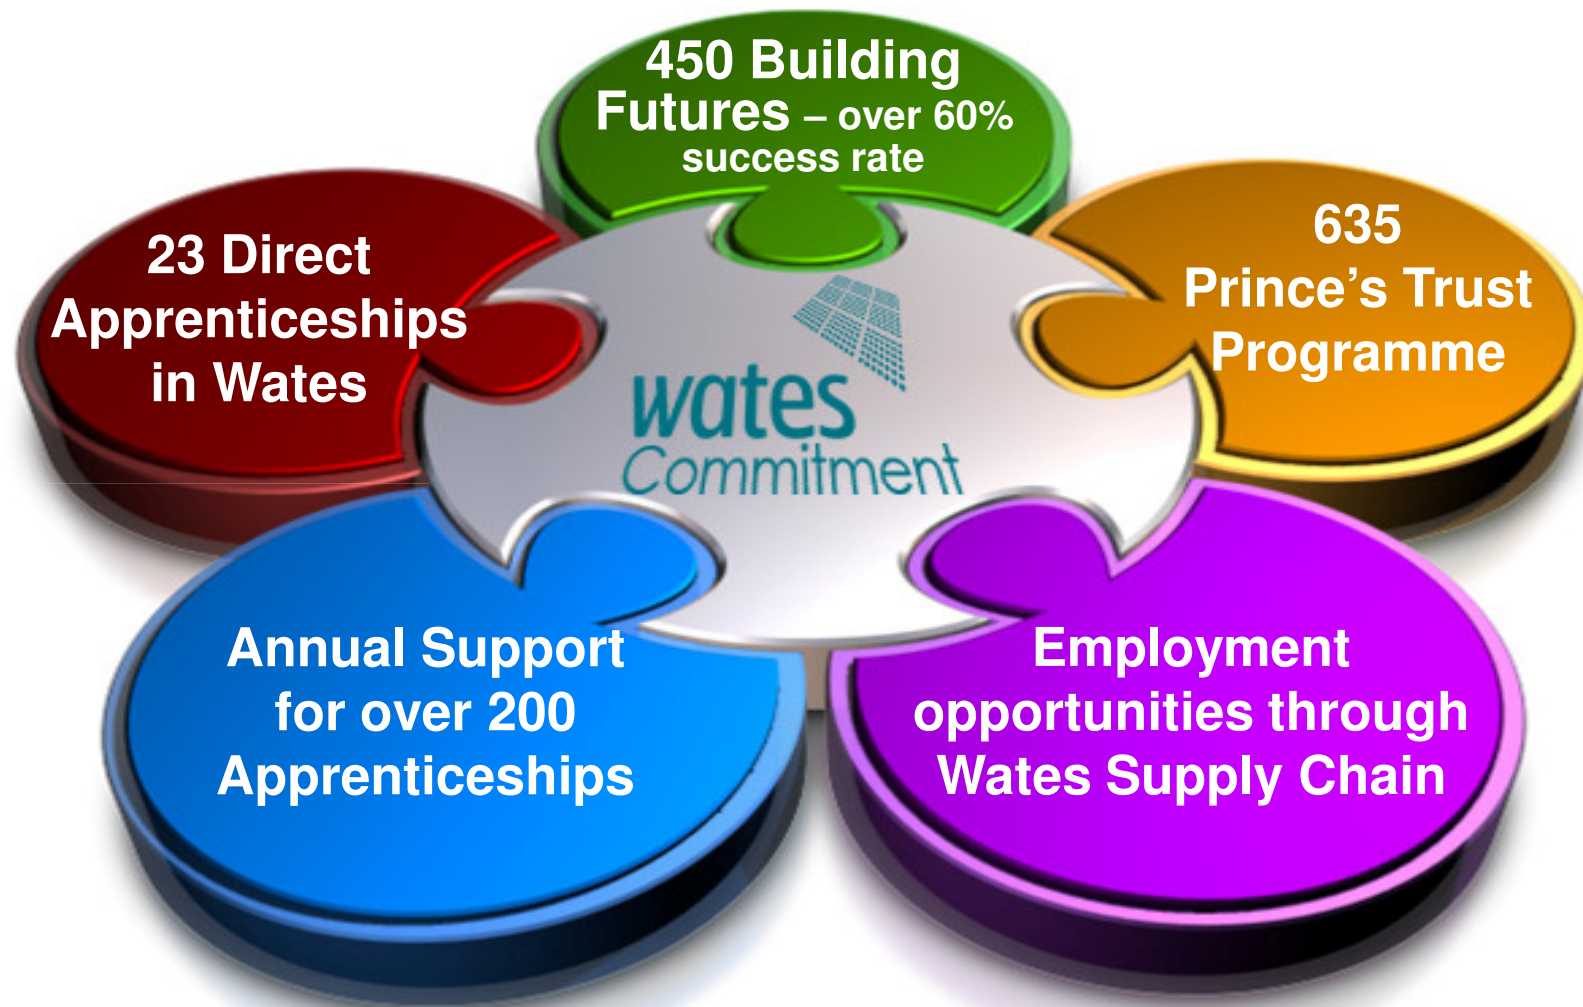 450 Building
Futures – over 60%
success rate
23 Direct
Apprenticeships
in Wates
635
Prince’s Trust
Programme
wates
Commitment
Annual Support
for over 200
Apprenticeships
Employment
opportunities through
Wates Supply Chain